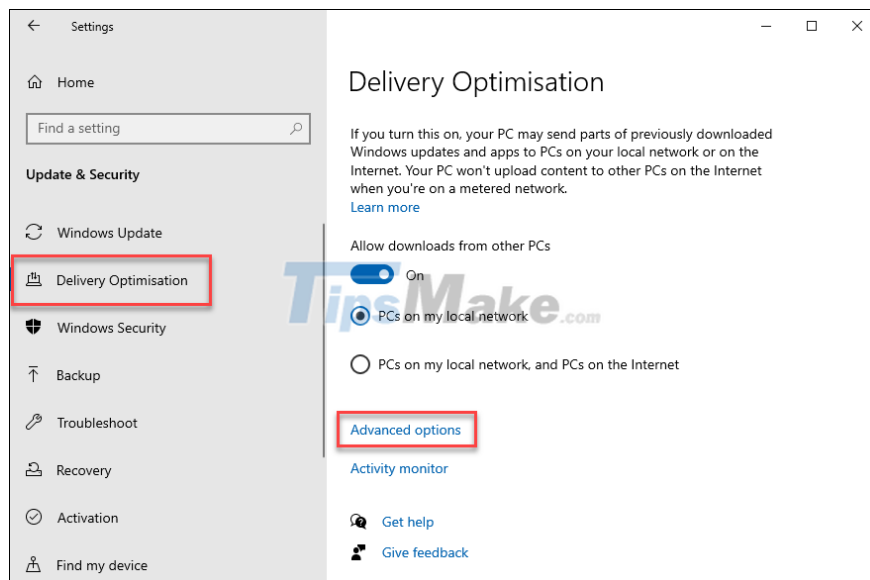 Settings
Home
Find a setting
Update & Security
Windows Update
Delivery Optimisation
Windows Security
Backup
Troubleshoot
Recovery
Activation
Find my device
Delivery Optimisation
If you turn this on, your PC may send parts of previously downloaded
Windows updates and apps to PCs on your local network or on the
Internet. Your PC won't upload content to other PCs on the Internet
when you're on a metered network.
Learn more
Allow downloads from other PCs
On
TipsMake.com
PCs on my local network
PCs on my local network, and PCs on the Internet
Advanced options
Activity monitor
Get help
Give feedback